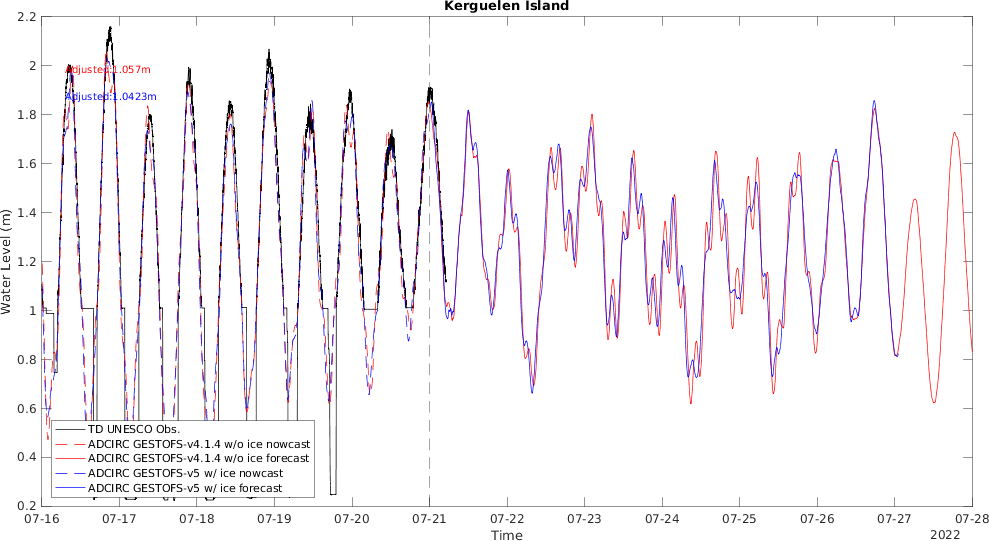 Kerguelen Island
2.2
2
1.8
1.6
1.4
1.2
1
0.8
0.6
0.4
0.2
Water Level (m)
Adjusted:1.057m
Adjusted:1.0423m
TD UNESCO Obs.
ADCIRC GESTOFS-v4.1.4 w/o ice nowcast
ADCIRC GESTOFS-v4.1.4 w/o ice forecast
ADCIRC GESTOFS-v5 w/ ice nowcast
ADCIRC GESTOFS-v5 w/ ice forecast
07-16 07-17 07-18 07-19 07-20 07-21 07-22 07-23 07-24 07-25 07-26 07-27 07-28
Time
2022